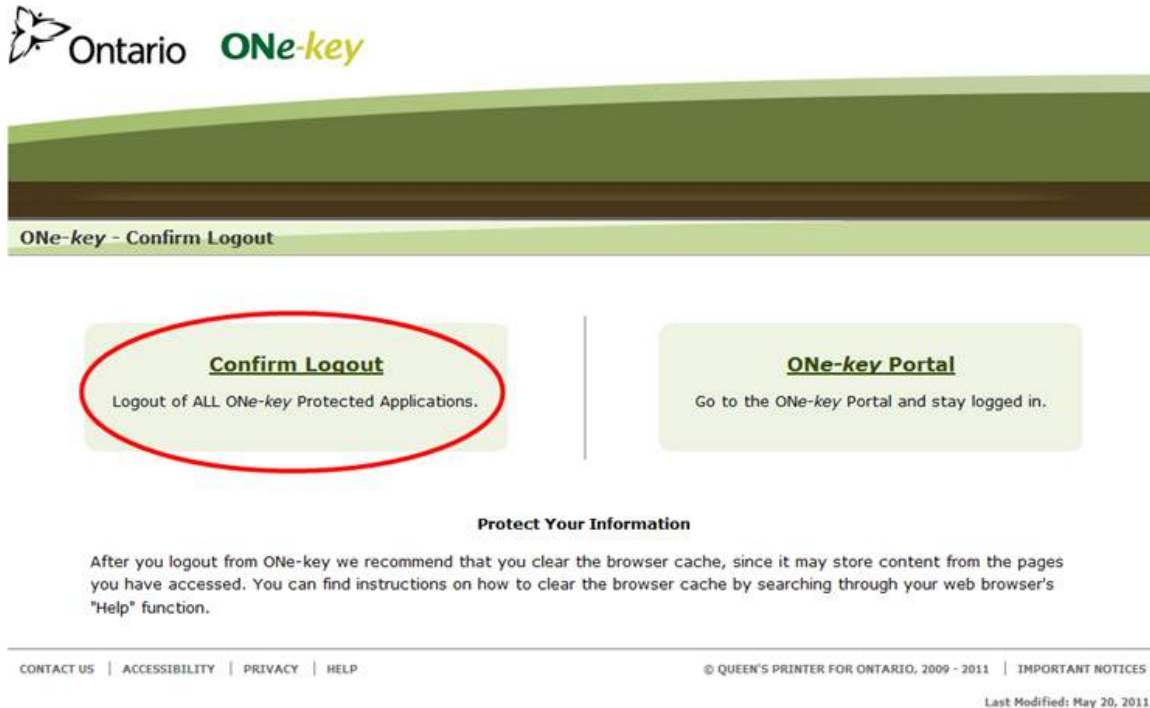 Ontario ONe-key
ONe-key - Confirm Logout
Confirm Logout
Logout of ALL ONe-key Protected Applications.
ONe-key Portal
Go to the ONe-key Portal and stay logged in.
Protect Your Information
After you logout from ONe-key we recommend that you clear the browser cache, since it may store content from the pages
you have accessed. You can find instructions on how to clear the browser cache by searching through your web browser's
"Help" function.
CONTACT US | ACCESSIBILITY | PRIVACY | HELP
© QUEEN'S PRINTER FOR ONTARIO, 2009 - 2011 | IMPORTANT NOTICES
Last Modified: May 20, 2011